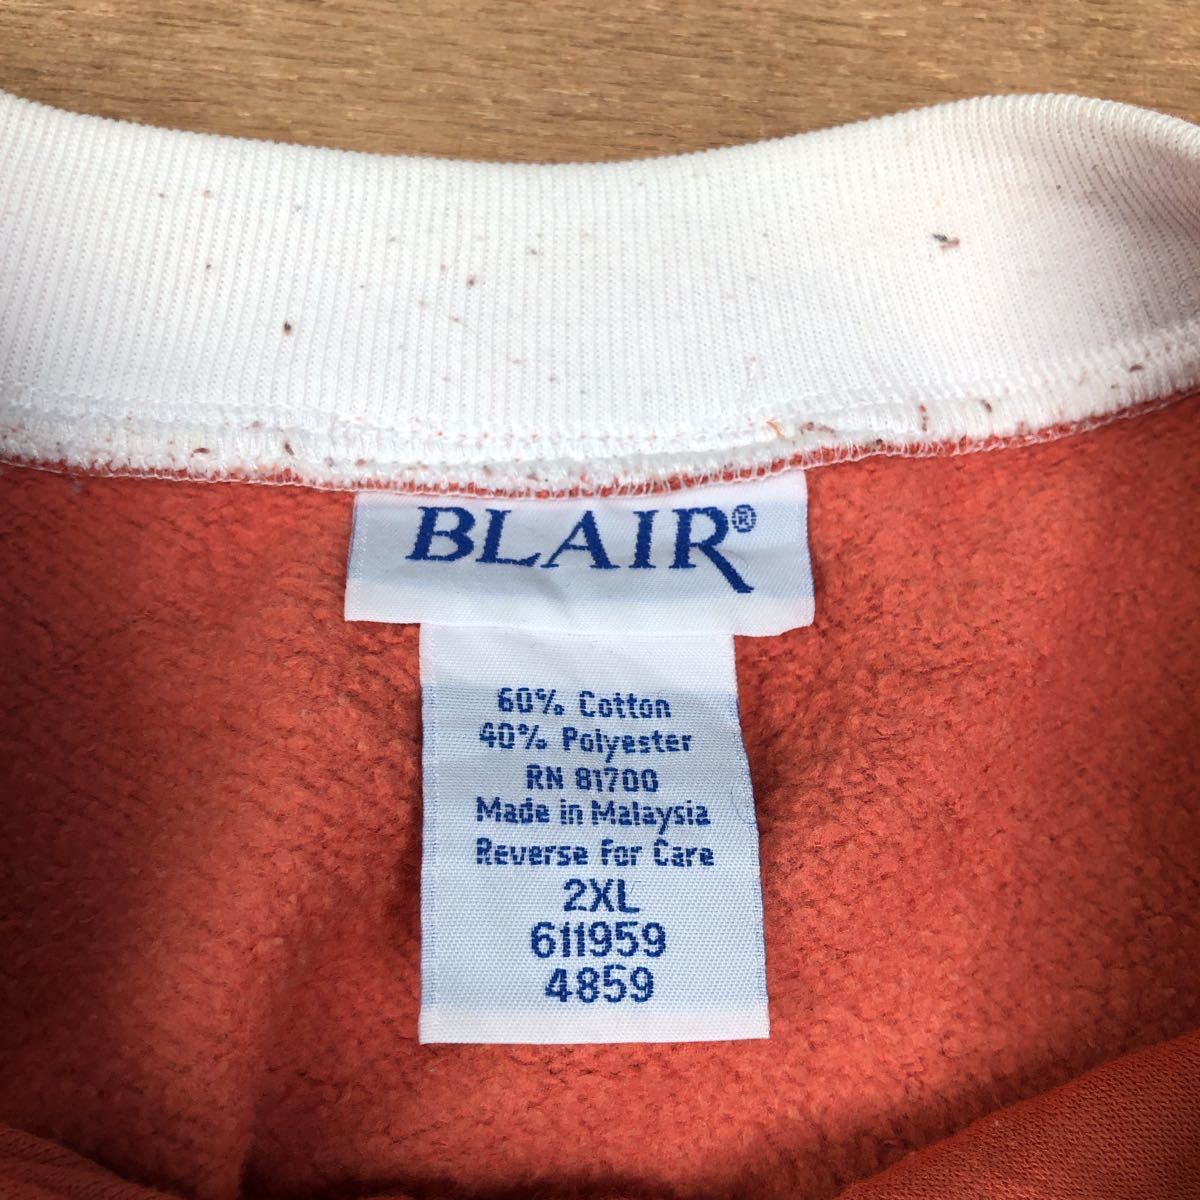 BLAIR®
60% Cotton
40% Polyester
RN 81700
Made in Malaysia
Reverse for Care
2XL
611959
4859